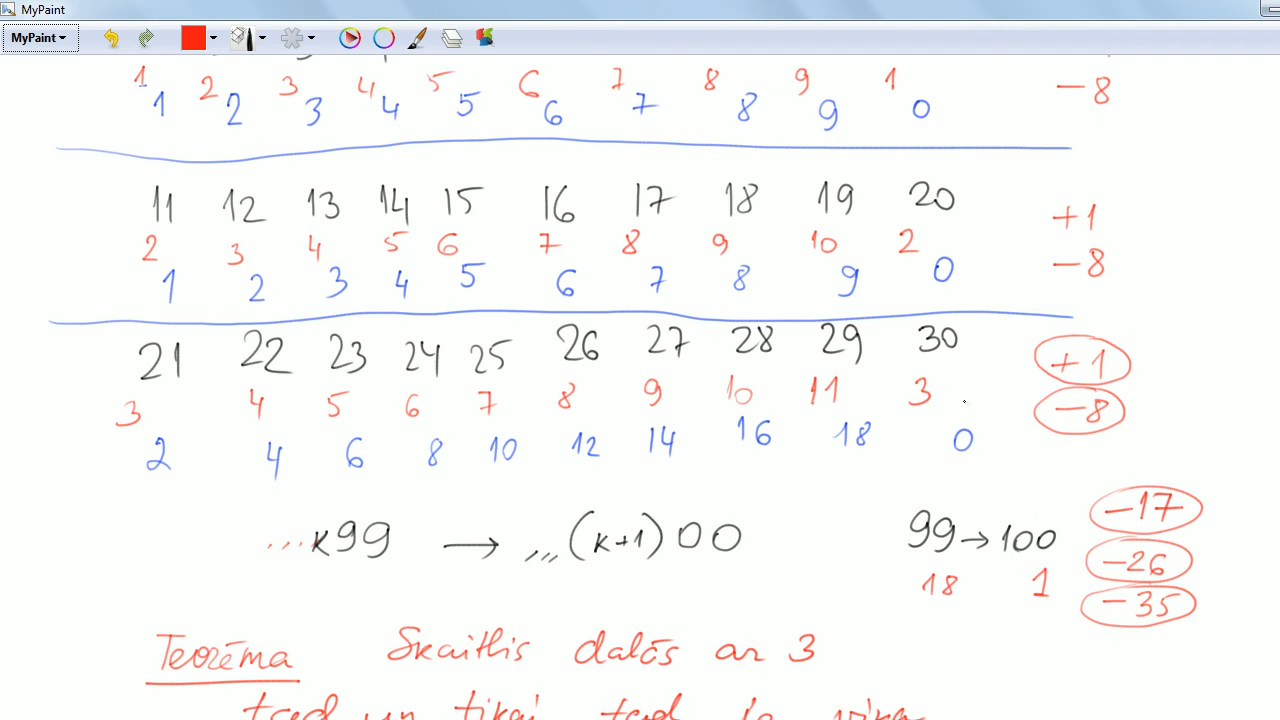 MyPaint
MyPaint
1 2 3 4 5 6 7 8 9 1 −8
1 2 3 4 5 6 7 8 9 0
11 12 13 14 15 16 17 18 19 20 +1
2 3 4 5 6 7 8 9 10 2 −8
1 2 3 4 5 6 7 8 9 0
21 22 23 24 25 26 27 28 29 30 +1
3 4 5 6 7 8 9 10 11 3 −8
2 4 6 8 10 12 14 16 18 0
...k99 → ...(k+1)00 99→100 −17
−26
18 1 −35
Teorēma Skaitlis dalās ar 3
tad un tikai tad, ja